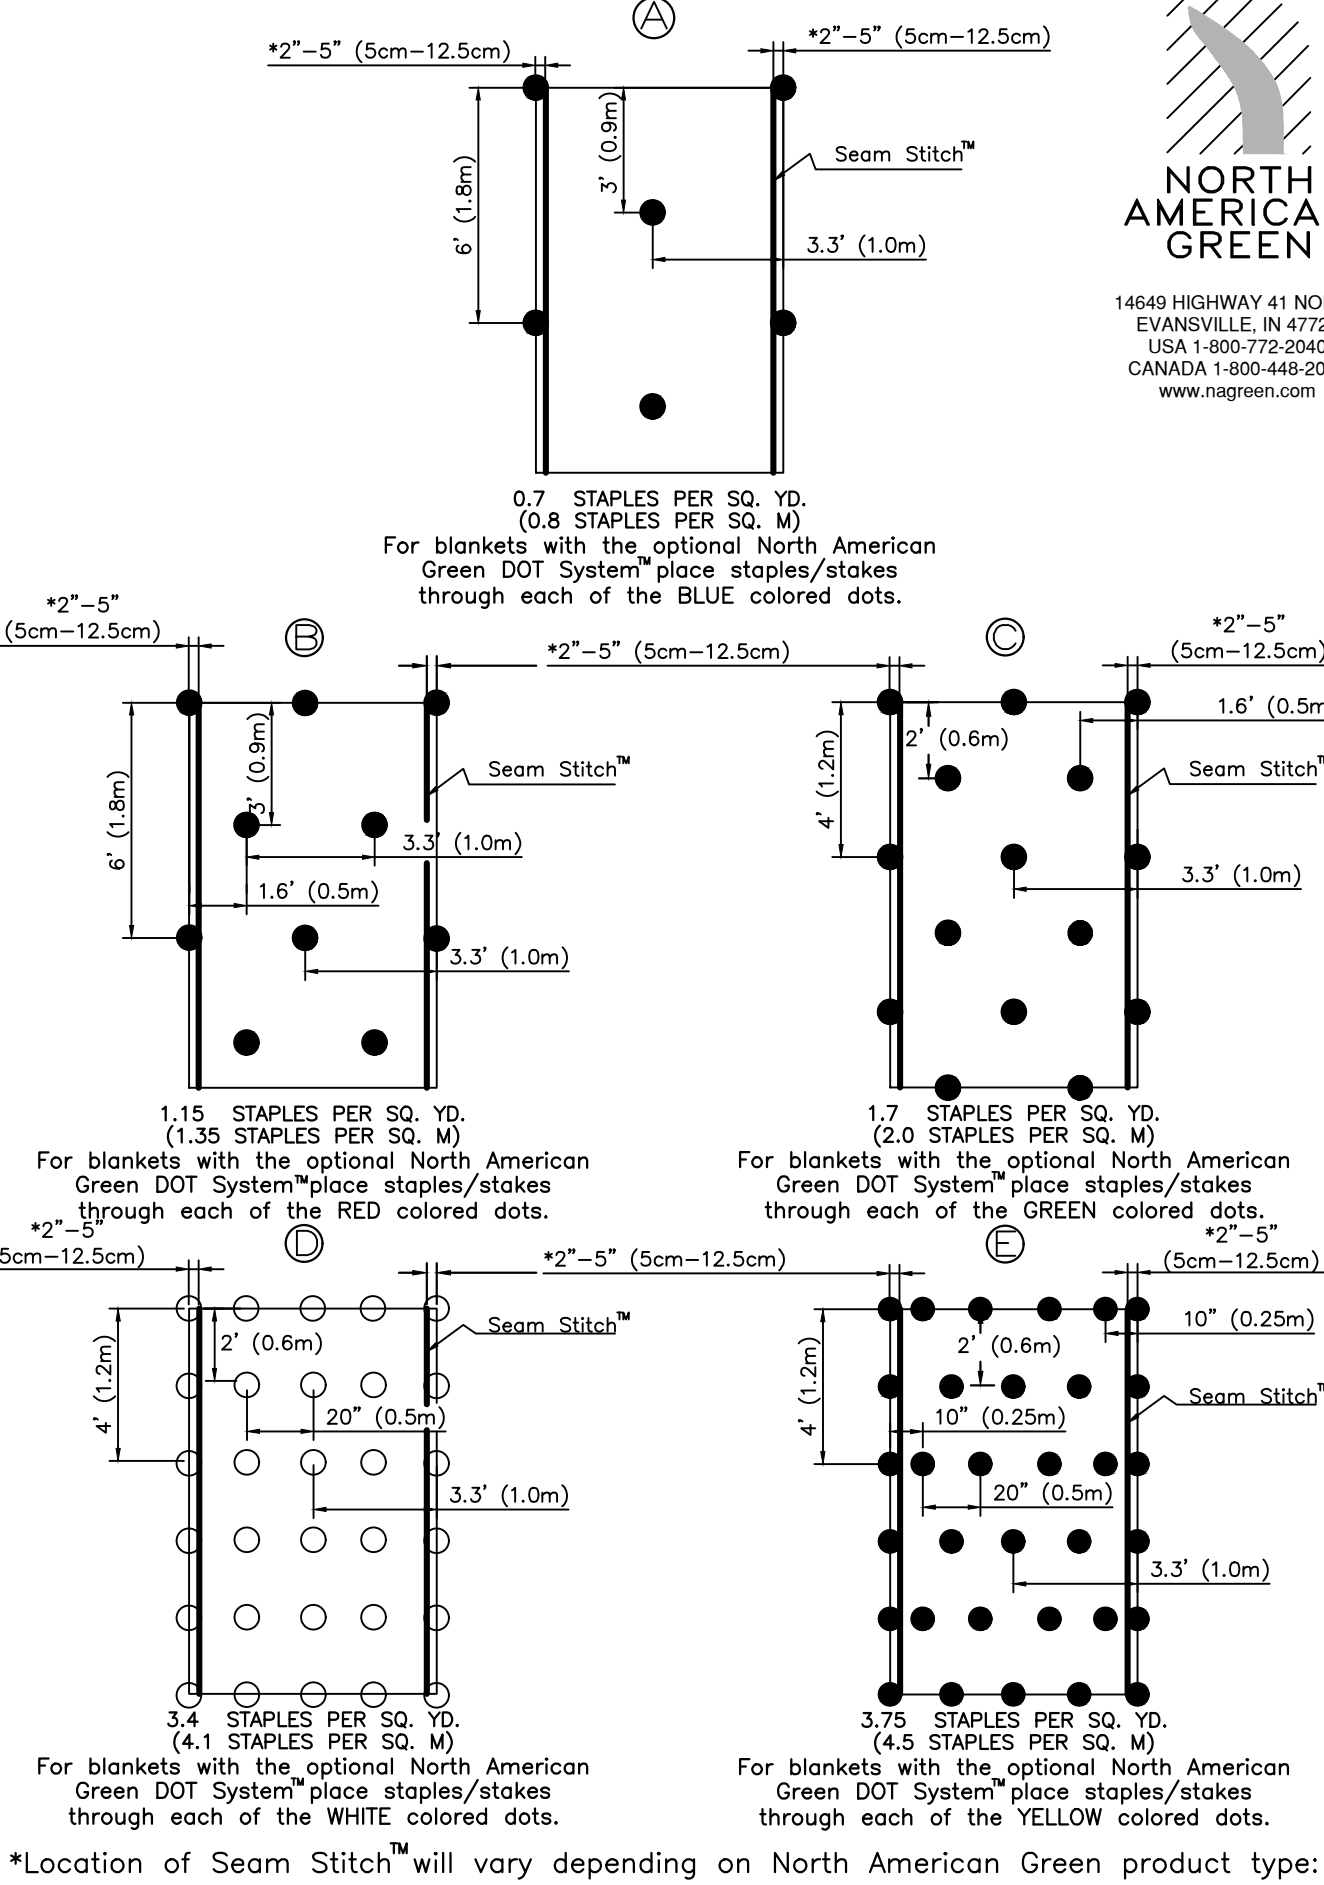 A
*2”-5” (5cm-12.5cm)
*2”-5” (5cm-12.5cm)
6’ (1.8m)
3’ (0.9m)
Seam Stitch™
3.3’ (1.0m)
NORTH
AMERICA
GREEN
14649 HIGHWAY 41
EVANSVILLE, IN
USA 1-800-772-2040
CANADA 1-800-448-
www.nagreen.com
0.7 STAPLES PER SQ. YD.
(0.8 STAPLES PER SQ. M)
For blankets with the optional North American
Green DOT System™ place staples/stakes
through each of the BLUE colored dots.
B
*2”-5”
(5cm-12.5cm)
*2”-5” (5cm-12.5cm)
6’ (1.8m)
3’ (0.9m)
Seam Stitch™
3.3’ (1.0m)
1.6’ (0.5m)
3.3’ (1.0m)
1.15 STAPLES PER SQ. YD.
(1.35 STAPLES PER SQ. M)
For blankets with the optional North American
Green DOT System™ place staples/stakes
through each of the RED colored dots.
C
*2”-5”
(5cm-12.5cm)
1.6’ (0.5m
4’ (1.2m)
2’ (0.6m)
Seam Stitch™
3.3’ (1.0m)
1.7 STAPLES PER SQ. YD.
(2.0 STAPLES PER SQ. M)
For blankets with the optional North American
Green DOT System™ place staples/stakes
through each of the GREEN colored dots.
D
*2”-5”
5cm-12.5cm)
*2”-5” (5cm-12.5cm)
4’ (1.2m)
2’ (0.6m)
Seam Stitch™
20” (0.5m)
3.3’ (1.0m)
3.4 STAPLES PER SQ. YD.
(4.1 STAPLES PER SQ. M)
For blankets with the optional North American
Green DOT System™ place staples/stakes
through each of the WHITE colored dots.
E
*2”-5”
(5cm-12.5cm)
10” (0.25m)
4’ (1.2m)
2’ (0.6m)
Seam Stitch™
10” (0.25m)
20” (0.5m)
3.3’ (1.0m)
3.75 STAPLES PER SQ. YD.
(4.5 STAPLES PER SQ. M)
For blankets with the optional North American
Green DOT System™ place staples/stakes
through each of the YELLOW colored dots.
*Location of Seam Stitch™ will vary depending on North American Green product type: